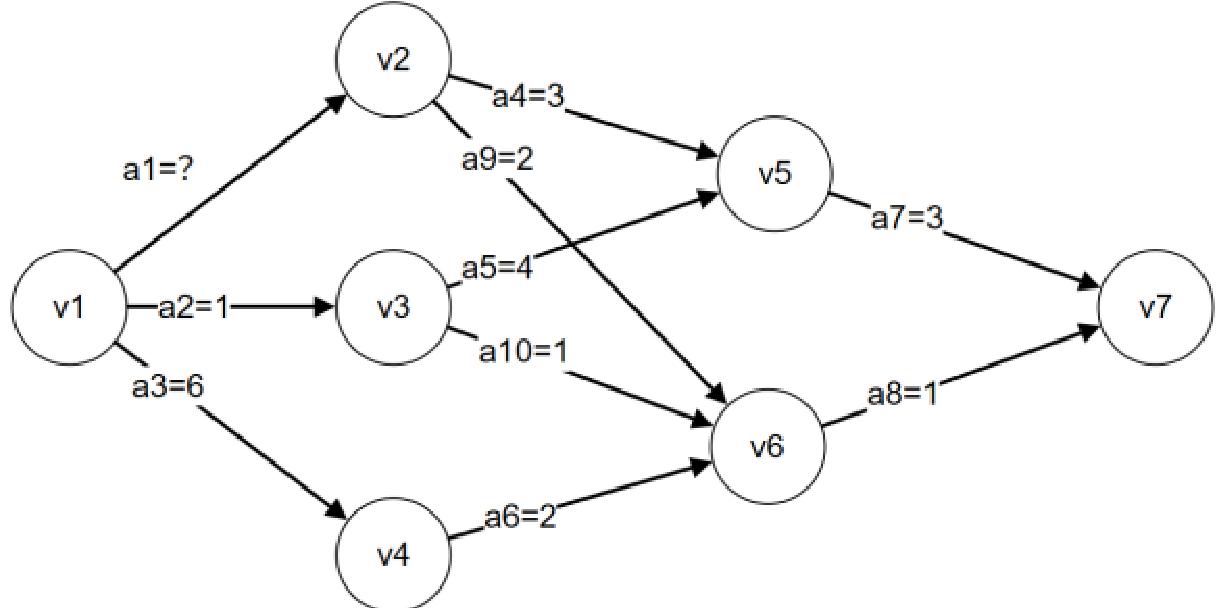 v2
a4=3
a1=?
a9=2
v5
a7=3
a5=4
v1
a2=1
v3
v7
a10=1
a3=6
a8=1
v6
a6=2
v4